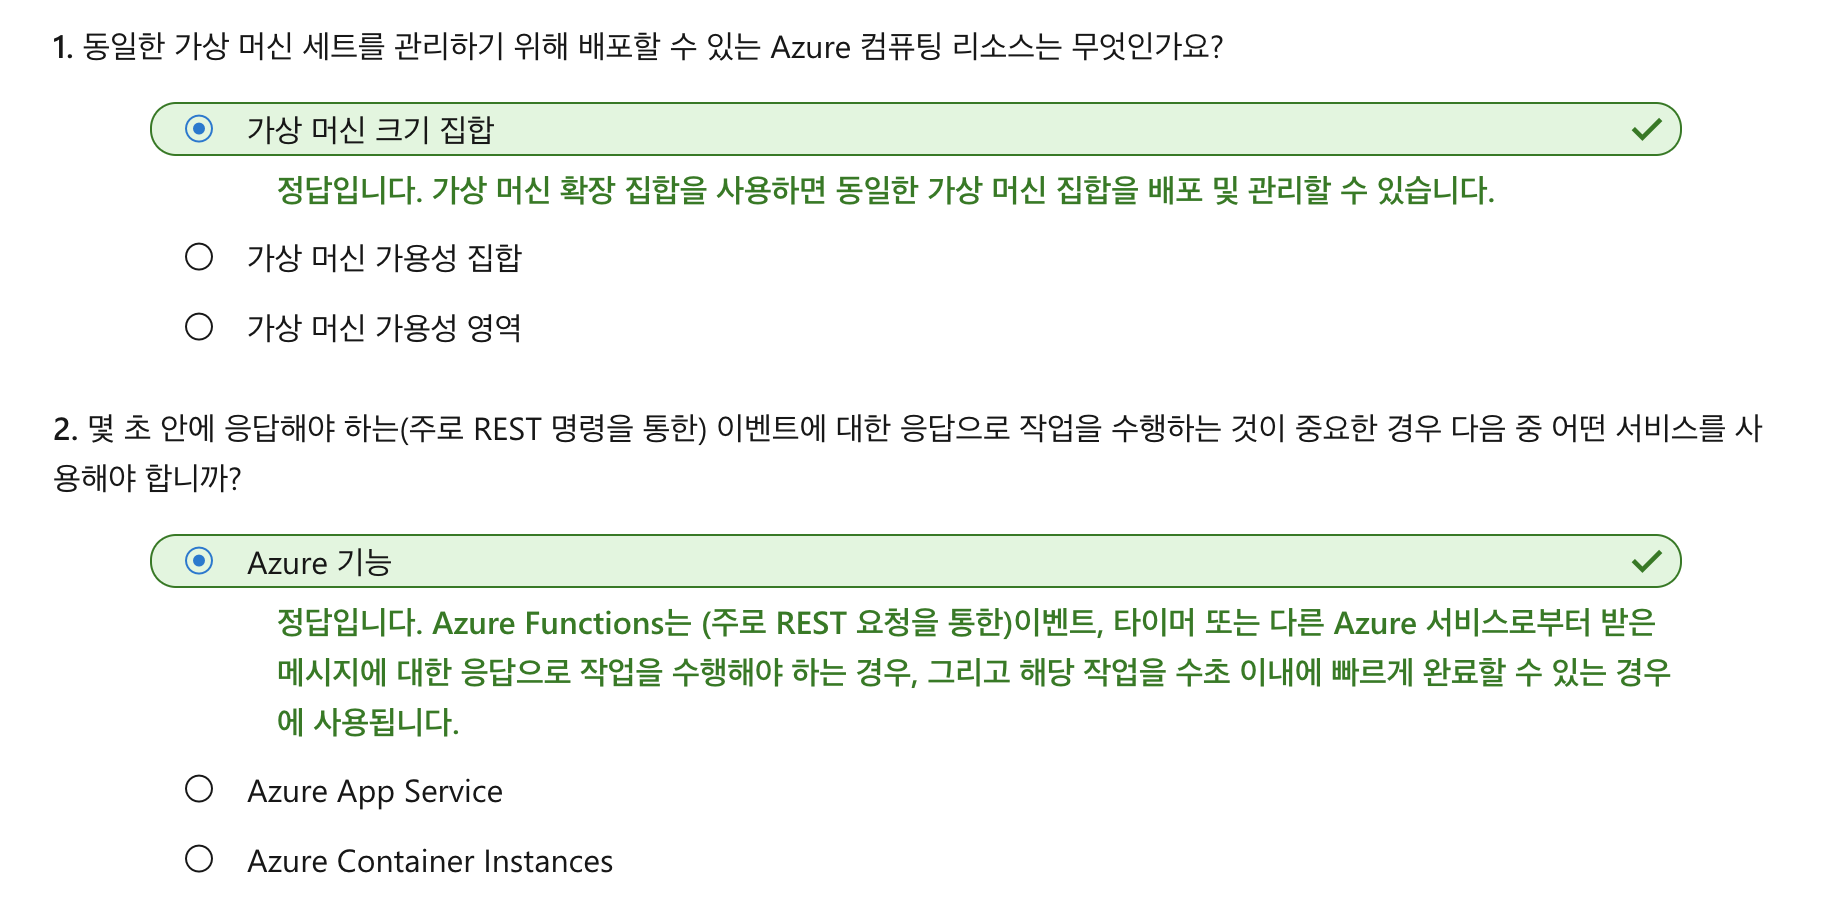 1. 동일한 가상 머신 세트를 관리하기 위해 배포할 수 있는 Azure 컴퓨팅 리소스는 무엇인가요?
가상 머신 크기 집합
정답입니다. 가상 머신 확장 집합을 사용하면 동일한 가상 머신 집합을 배포 및 관리할 수 있습니다.
가상 머신 가용성 집합
가상 머신 가용성 영역
2. 몇 초 안에 응답해야 하는(주로 REST 명령을 통한) 이벤트에 대한 응답으로 작업을 수행하는 것이 중요한 경우 다음 중 어떤 서비스를 사
용해야 합니까?
Azure 기능
정답입니다. Azure Functions는 (주로 REST 요청을 통한)이벤트, 타이머 또는 다른 Azure 서비스로부터 받은
메시지에 대한 응답으로 작업을 수행해야 하는 경우, 그리고 해당 작업을 수초 이내에 빠르게 완료할 수 있는 경우
에 사용됩니다.
Azure App Service
Azure Container Instances